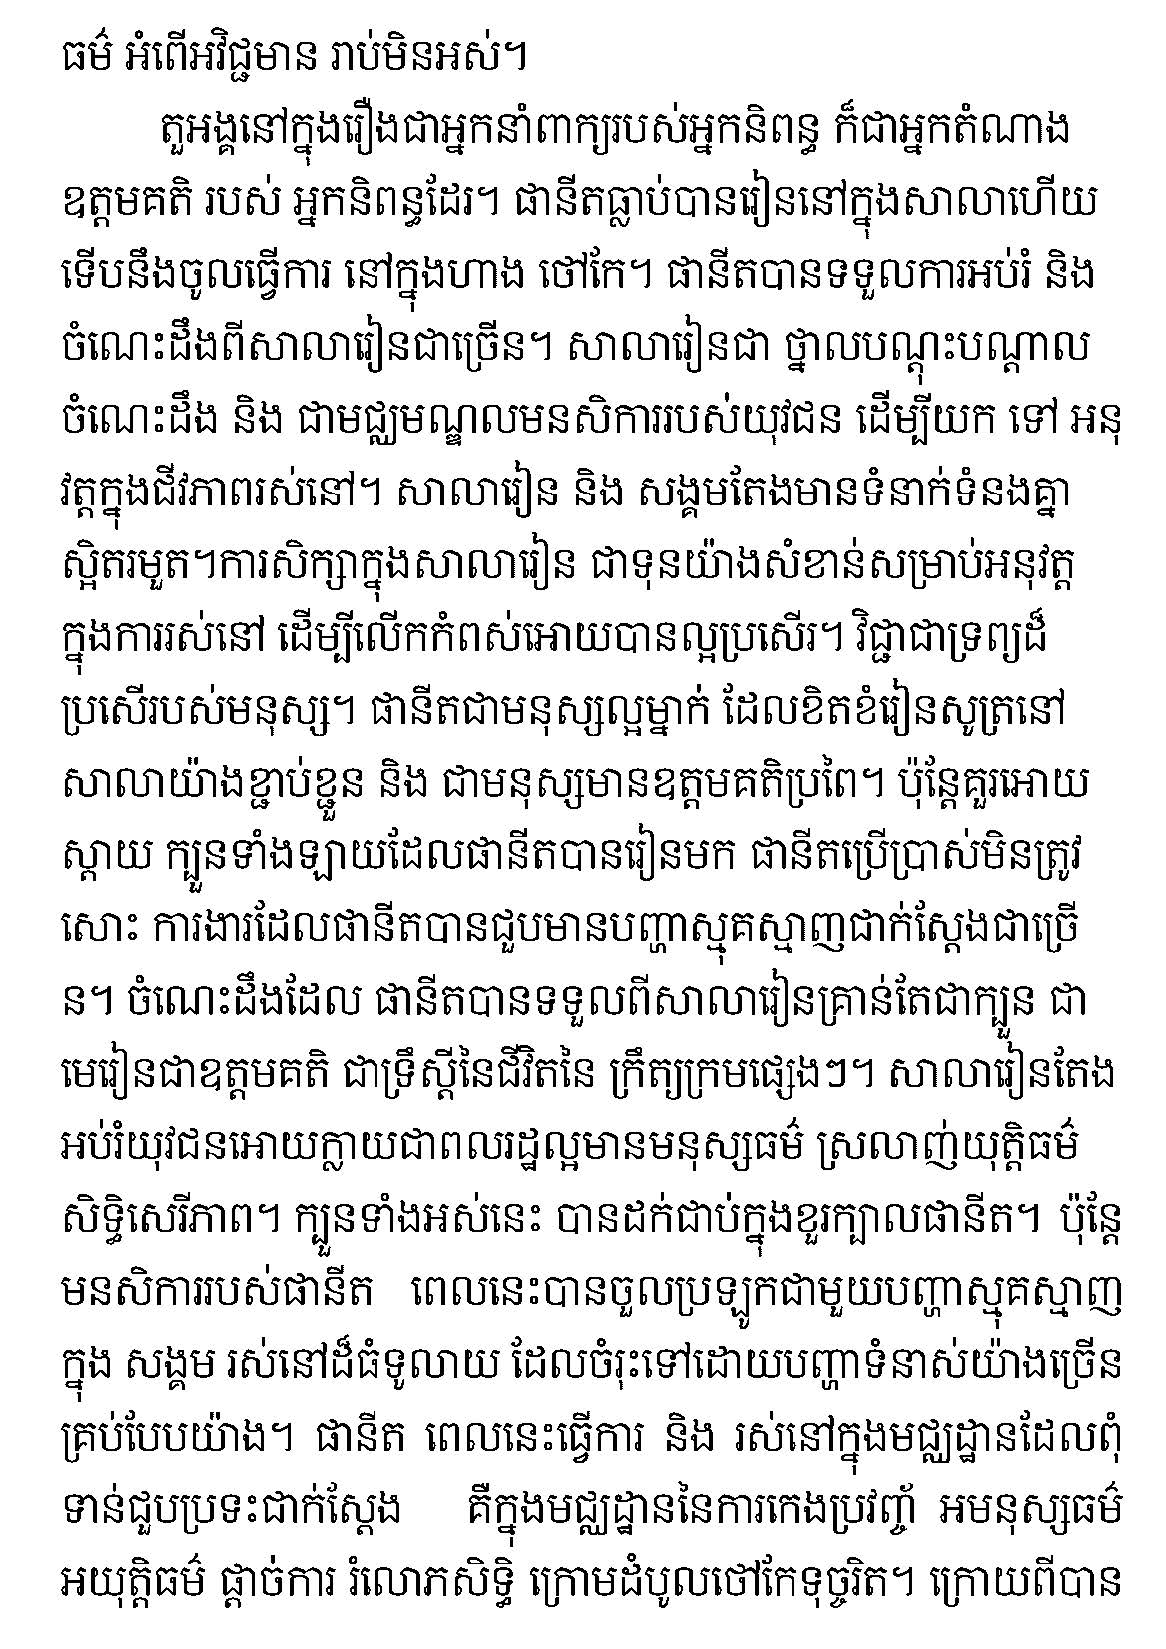 ធម៌ អំពើអវិជ្ជមាន រាប់មិនអស់។
តួអង្គនៅក្នុងរឿងជាអ្នកនាំពាក្យរបស់អ្នកនិពន្ធ ក៏ជាអ្នកតំណាង
ឧត្តមគតិ របស់ អ្នកនិពន្ធដែរ។ ផានីតធ្លាប់បានរៀននៅក្នុងសាលាហើយ
ទើបនឹងចូលធ្វើការ នៅក្នុងហាង ថៅកែ។ ផានីតបានទទួលការអប់រំ និង
ចំណេះដឹងពីសាលារៀនជាច្រើន។ សាលារៀនជា ថ្នាលបណ្តុះបណ្តាល
ចំណេះដឹង និង ជាមជ្ឈមណ្ឌលមនសិការរបស់យុវជន ដើម្បីយក ទៅ អនុ
វត្តក្នុងជីវភាពរស់នៅ។ សាលារៀន និង សង្គមតែងមានទំនាក់ទំនងគ្នា
ស្អិតរមួត។ការសិក្សាក្នុងសាលារៀន ជាទុនយ៉ាងសំខាន់សម្រាប់អនុវត្ត
ក្នុងការរស់នៅ ដើម្បីលើកកំពស់អោយបានល្អប្រសើរ។ វិជ្ជាជាទ្រព្យដ៏
ប្រសើរបស់មនុស្ស។ ផានីតជាមនុស្សល្អម្នាក់ ដែលខិតខំរៀនសូត្រនៅ
សាលាយ៉ាងខ្ជាប់ខ្ជួន និង ជាមនុស្សមានឧត្តមគតិប្រពៃ។ ប៉ុន្តែគួរអោយ
ស្តាយ ក្បួនទាំងឡាយដែលផានីតបានរៀនមក ផានីតប្រើប្រាស់មិនត្រូវ
សោះ ការងារដែលផានីតបានជួបមានបញ្ហាស្មុគស្មាញជាក់ស្តែងជាច្រើ
ន។ ចំណេះដឹងដែល ផានីតបានទទួលពីសាលារៀនគ្រាន់តែជាក្បួន ជា
មេរៀនជាឧត្តមគតិ ជាទ្រឹស្តីនៃជីវិតនៃ ក្រឹត្យក្រមផ្សេងៗ។ សាលារៀនតែង
អប់រំយុវជនអោយក្លាយជាពលរដ្ឋល្អមានមនុស្សធម៌ ស្រលាញ់យុត្តិធម៌
សិទ្ធិសេរីភាព។ ក្បួនទាំងអស់នេះ បានដក់ជាប់ក្នុងខួរក្បាលផានីត។ ប៉ុន្តែ
មនសិការរបស់ផានីត ពេលនេះបានចួលប្រឡូកជាមួយបញ្ហាស្មុគស្មាញ
ក្នុង សង្គម រស់នៅដ៏ធំទូលាយ ដែលចំរុះទៅដោយបញ្ហាទំនាស់យ៉ាងច្រើន
គ្រប់បែបយ៉ាង។ ផានីត ពេលនេះធ្វើការ និង រស់នៅក្នុងមជ្ឈដ្ឋានដែលពុំ
ទាន់ជួបប្រទះជាក់ស្តែង គឺក្នុងមជ្ឈដ្ឋាននៃការកេងប្រវញ្ច័ អមនុស្សធម៌
អយុត្តិធម៌ ផ្តាច់ការ រំលោភសិទ្ធិ ក្រោមដំបូលថៅកែទុច្ចរិត។ ក្រោយពីបាន